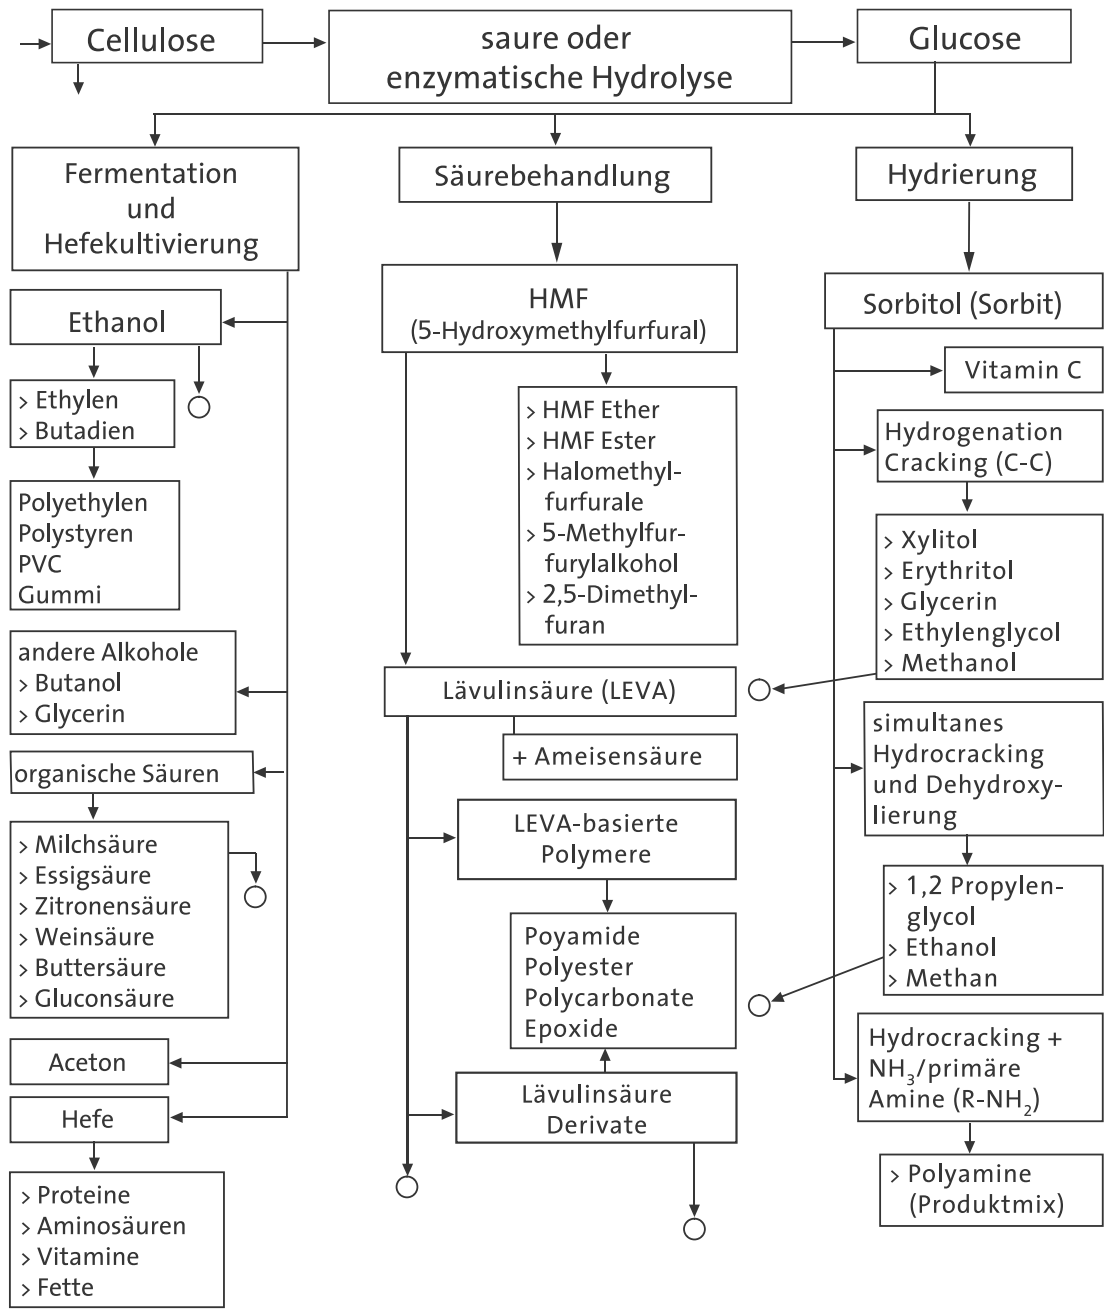 Cellulose
saure oder
enzymatische Hydrolyse
Glucose
Fermentation
und
Hefekultivierung
Ethanol
> Ethylen
> Butadien
Polyethylen
Polystyren
PVC
Gummi
andere Alkohole
> Butanol
> Glycerin
organische Säuren
> Milchsäure
> Essigsäure
> Zitronensäure
> Weinsäure
> Buttersäure
> Gluconsäure
Aceton
Hefe
> Proteine
> Aminosäuren
> Vitamine
> Fette
Säurebehandlung
HMF
(5-Hydroxymethylfurfural)
> HMF Ether
> HMF Ester
> Halomethyl-
furfurale
> 5-Methylfur-
furylalkohol
> 2,5-Dimethyl-
furan
Lävulinsäure (LEVA)
+ Ameisensäure
LEVA-basierte
Polymere
Poyamide
Polyester
Polycarbonate
Epoxide
Lävulinsäure
Derivate
Hydrierung
Sorbitol (Sorbit)
Vitamin C
Hydrogenation
Cracking (C-C)
> Xylitol
> Erythritol
> Glycerin
> Ethylenglycol
> Methanol
simultanes
Hydrocracking
und Dehydroxy-
lierung
> 1,2 Propylen-
glycol
> Ethanol
> Methan
Hydrocracking +
NH₃/primäre
Amine (R-NH₂)
> Polyamine
(Produktmix)